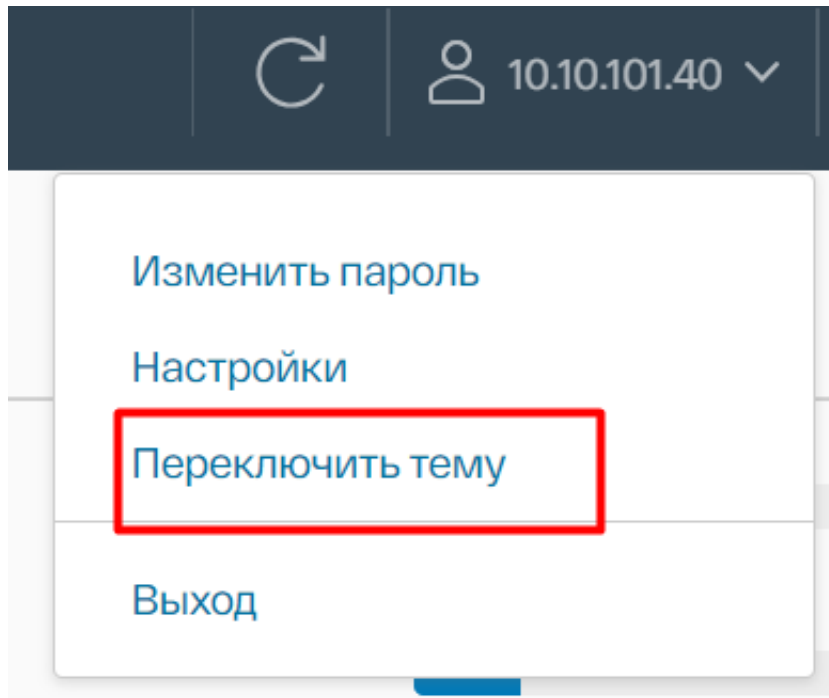 10.10.101.40
Изменить пароль
Настройки
Переключить тему
Выход